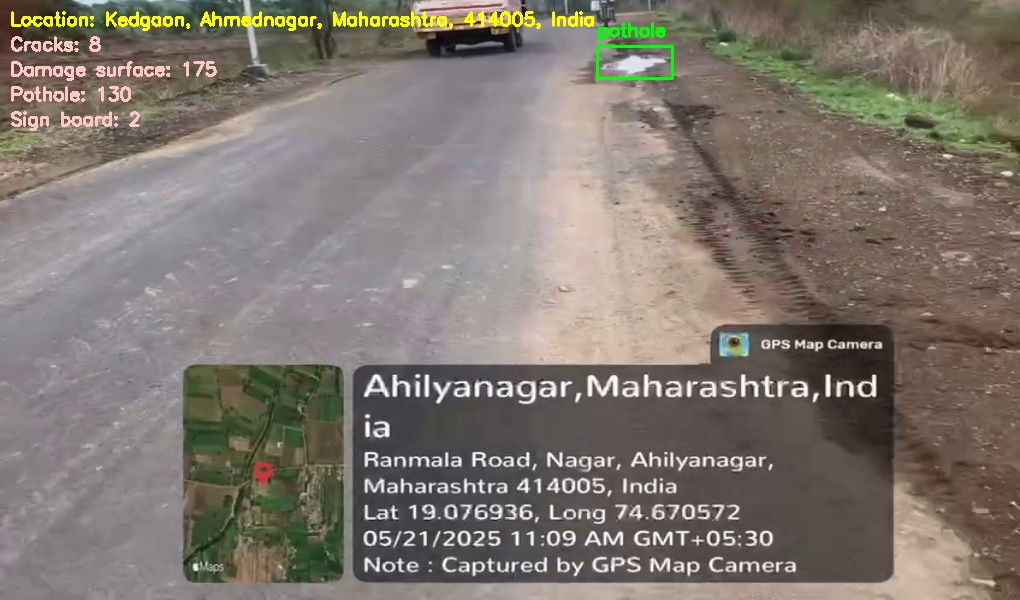 Location: Kedgaon, Ahmednagar, Maharashtra, 414005, India
pothole
Cracks: 8
Damage surface: 175
Pothole: 130
Sign board: 2
GPS Map Camera
Ahilyanagar,Maharashtra,Ind
ia
Ranmala Road, Nagar, Ahilyanagar,
Maharashtra 414005, India
Lat 19.076936, Long 74.670572
05/21/2025 11:09 AM GMT+05:30
Note : Captured by GPS Map Camera
Maps